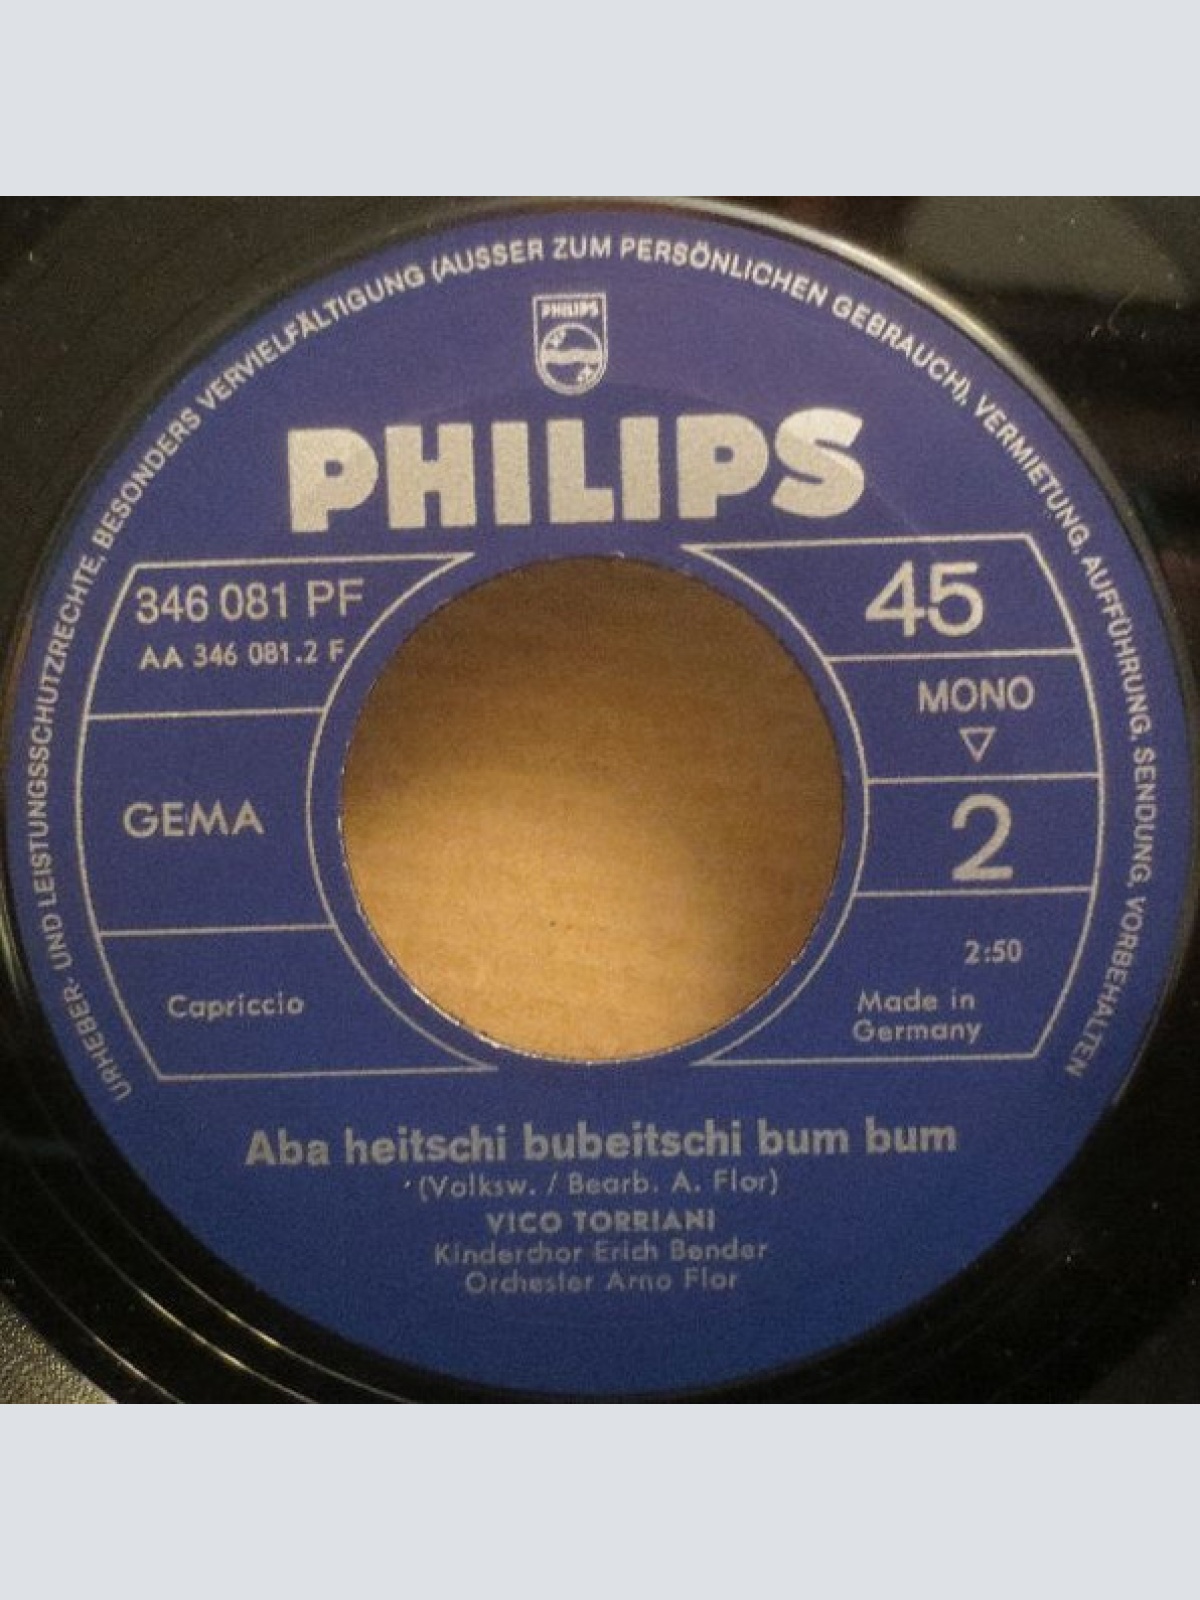 URHEBER- UND LEISTUNGSSCHUTZRECHTE, BESONDERS VERVIELFÄLTIGUNG (AUSSER ZUM PERSÖNLICHEN GEBRAUCH), VERMIETUNG, AUFFÜHRUNG, SENDUNG, VORBEHALTEN
PHILIPS
PHILIPS
346 081 PF
AA 346 081.2 F
GEMA
Capriccio
45
MONO
2
2:50
Made in
Germany
Aba heitschi bubeitschi bum bum
(Volksw. / Bearb. A. Flor)
VICO TORRIANI
Kinderchor Erich Bender
Orchester Arno Flor